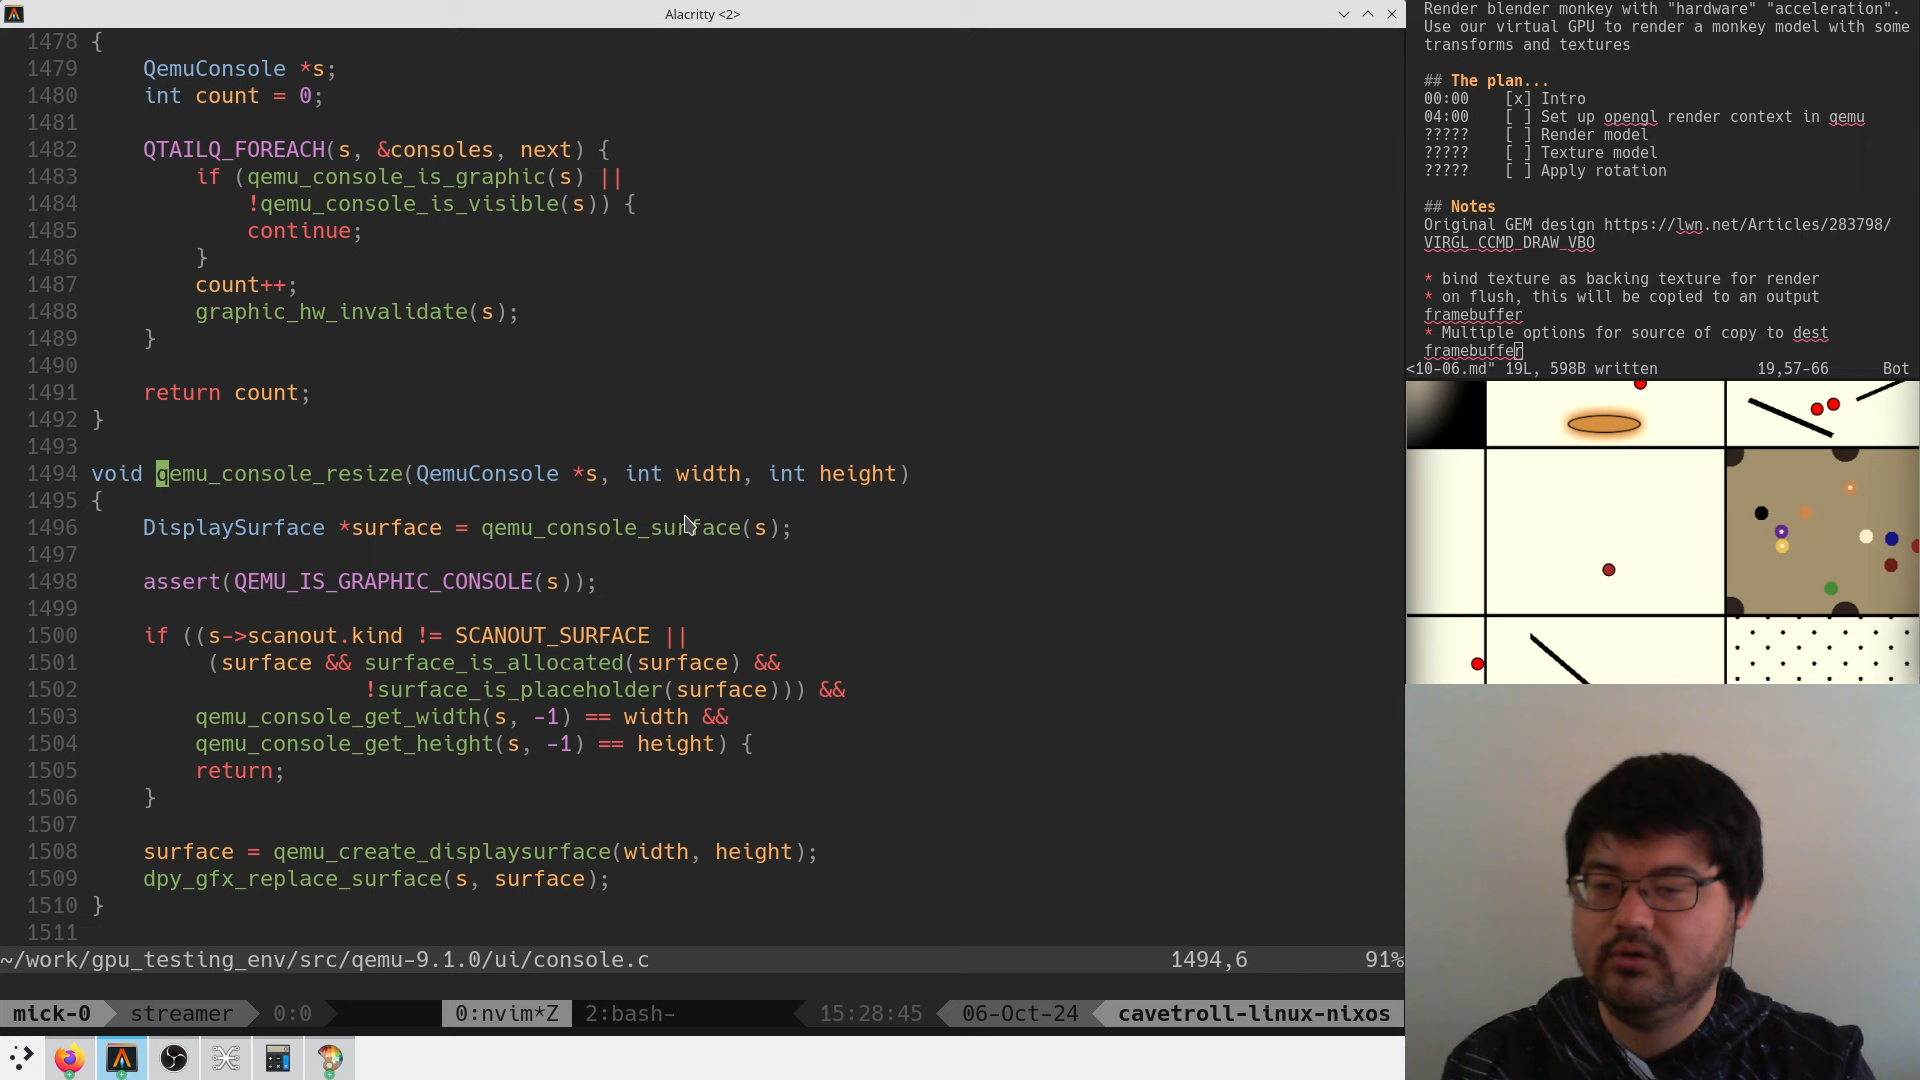 Alacritty <2>
1478 {
1479     QemuConsole *s;
1480     int count = 0;
1481
1482     QTAILQ_FOREACH(s, &consoles, next) {
1483         if (qemu_console_is_graphic(s) ||
1484             !qemu_console_is_visible(s)) {
1485             continue;
1486         }
1487         count++;
1488         graphic_hw_invalidate(s);
1489     }
1490
1491     return count;
1492 }
1493
1494 void qemu_console_resize(QemuConsole *s, int width, int height)
1495 {
1496     DisplaySurface *surface = qemu_console_surface(s);
1497
1498     assert(QEMU_IS_GRAPHIC_CONSOLE(s));
1499
1500     if ((s->scanout.kind != SCANOUT_SURFACE ||
1501          (surface && surface_is_allocated(surface) &&
1502                      !surface_is_placeholder(surface))) &&
1503         qemu_console_get_width(s, -1) == width &&
1504         qemu_console_get_height(s, -1) == height) {
1505         return;
1506     }
1507
1508     surface = qemu_create_displaysurface(width, height);
1509     dpy_gfx_replace_surface(s, surface);
1510 }
1511
~/work/gpu_testing_env/src/qemu-9.1.0/ui/console.c 1494,6 91%
mick-0 streamer 0:0 0:nvim*Z 2:bash- 15:28:45 06-Oct-24 cavetroll-linux-nixos
Render blender monkey with "hardware" "acceleration".
Use our virtual GPU to render a monkey model with some
transforms and textures
## The plan...
00:00    [x] Intro
04:00    [ ] Set up opengl render context in qemu
?????    [ ] Render model
?????    [ ] Texture model
?????    [ ] Apply rotation
## Notes
Original GEM design https://lwn.net/Articles/283798/
VIRGL_CCMD_DRAW_VBO
* bind texture as backing texture for render
* on flush, this will be copied to an output
framebuffer
* Multiple options for source of copy to dest
framebuffer
<10-06.md" 19L, 598B written 19,57-66 Bot